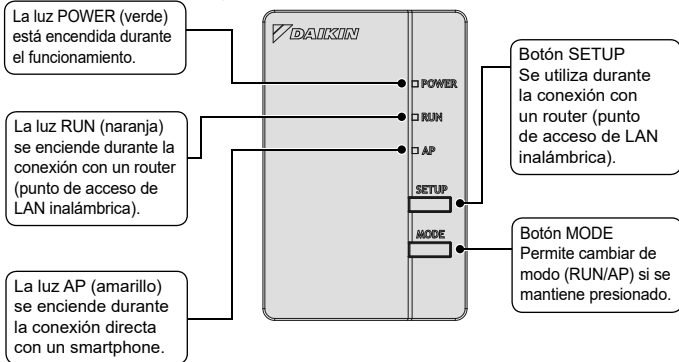 La luz POWER (verde)
está encendida durante
el funcionamiento.
La luz RUN (naranja)
se enciende durante la
conexión con un router
(punto de acceso de
LAN inalámbrica).
La luz AP (amarillo)
se enciende durante
la conexión directa
con un smartphone.
DAIKIN
POWER
RUN
AP
SETUP
MODE
Botón SETUP
Se utiliza durante
la conexión con
un router (punto
de acceso de LAN
inalámbrica).
Botón MODE
Permite cambiar de
modo (RUN/AP) si se
mantiene presionado.